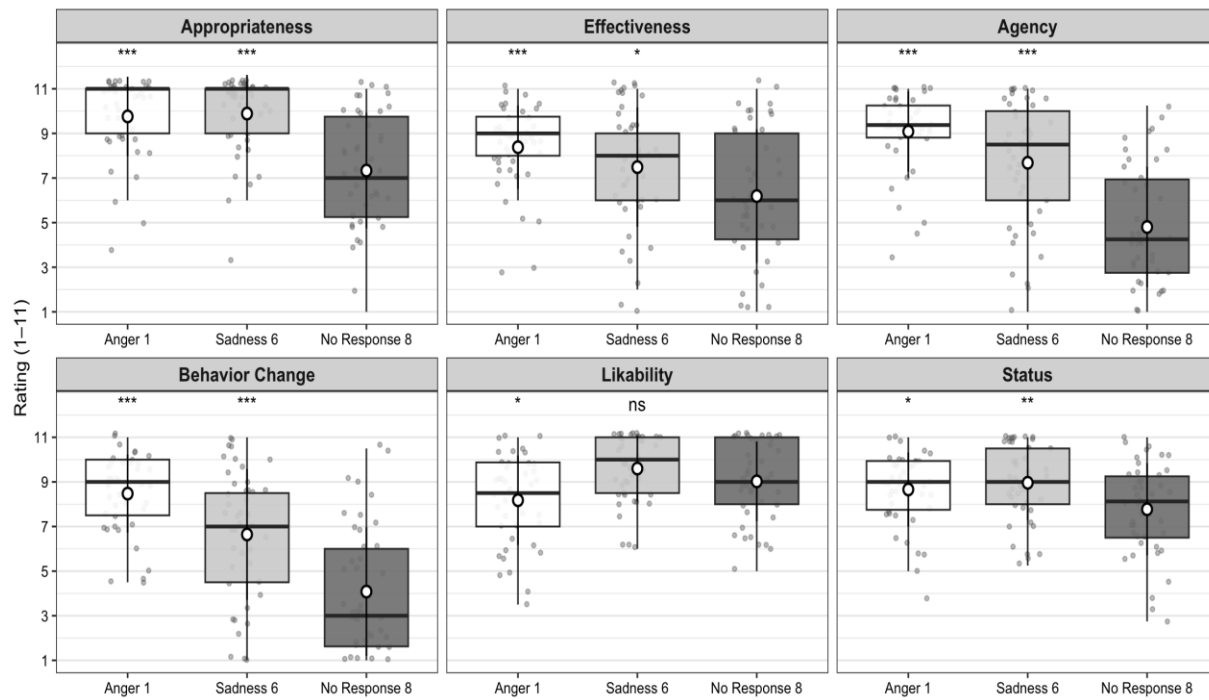 Appropriateness
Effectiveness
Agency
*** ***
*** *
*** ***
11
9
7
5
3
1
Anger 1 Sadness 6 No Response 8
Anger 1 Sadness 6 No Response 8
Anger 1 Sadness 6 No Response 8
Rating (1–11)
Behavior Change
Likability
Status
*** ***
* ns
* **
11
9
7
5
3
1
Anger 1 Sadness 6 No Response 8
Anger 1 Sadness 6 No Response 8
Anger 1 Sadness 6 No Response 8